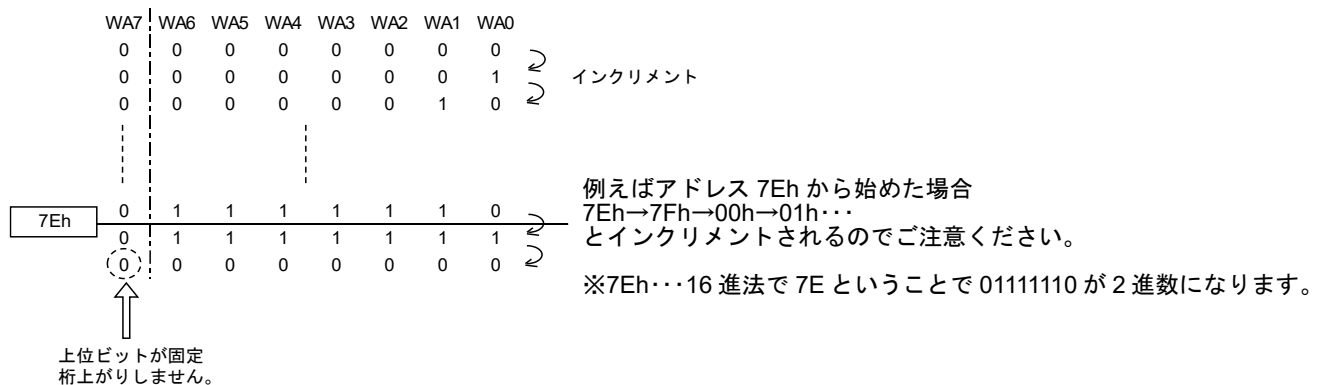 WA7 WA6 WA5 WA4 WA3 WA2 WA1 WA0
0 0 0 0 0 0 0 0
0 0 0 0 0 0 0 1 インクリメント
0 0 0 0 0 0 1 0
例えばアドレス 7Eh から始めた場合
7Eh 0 1 1 1 1 1 1 0 7Eh→7Fh→00h→01h･･･
0 1 1 1 1 1 1 1 とインクリメントされるのでご注意ください。
0 0 0 0 0 0 0 0
※7Eh･･･16 進法で 7E ということで 01111110 が 2 進数になります。
上位ビットが固定
桁上がりしません。